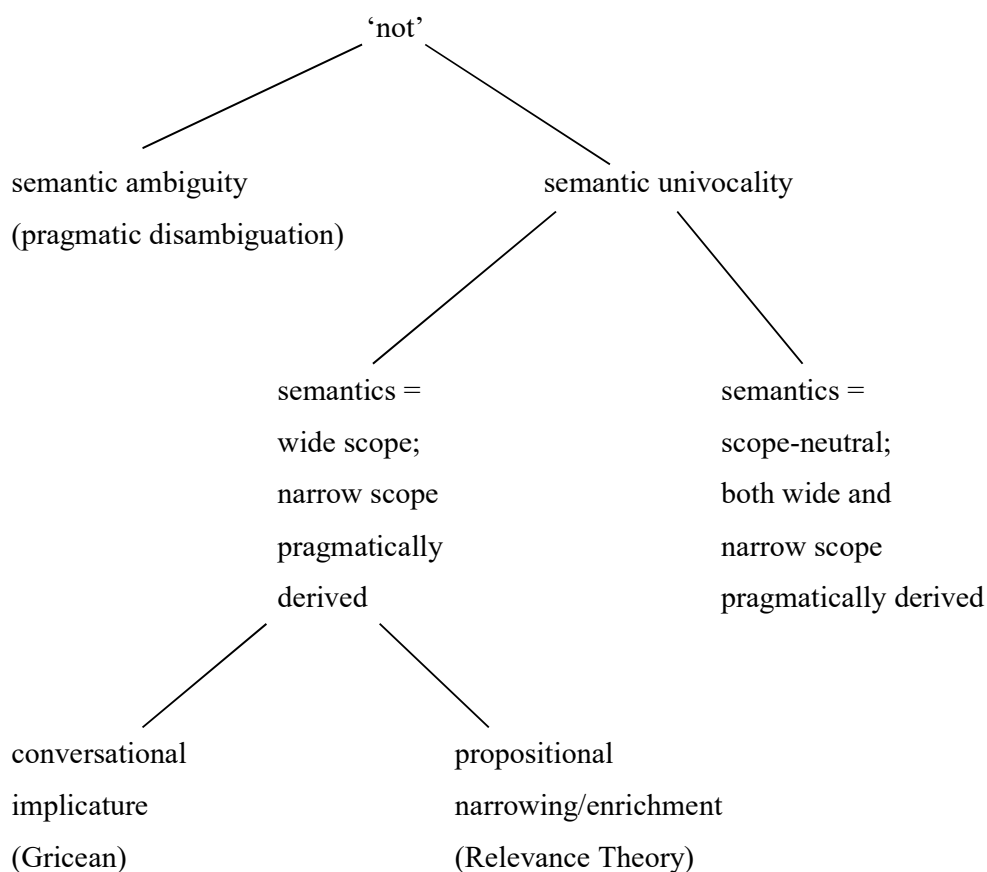 ‘not’
semantic ambiguity
(pragmatic disambiguation)
semantic univocality
semantics =
wide scope;
narrow scope
pragmatically
derived
semantics =
scope-neutral;
both wide and
narrow scope
pragmatically derived
conversational
implicature
(Gricean)
propositional
narrowing/enrichment
(Relevance Theory)